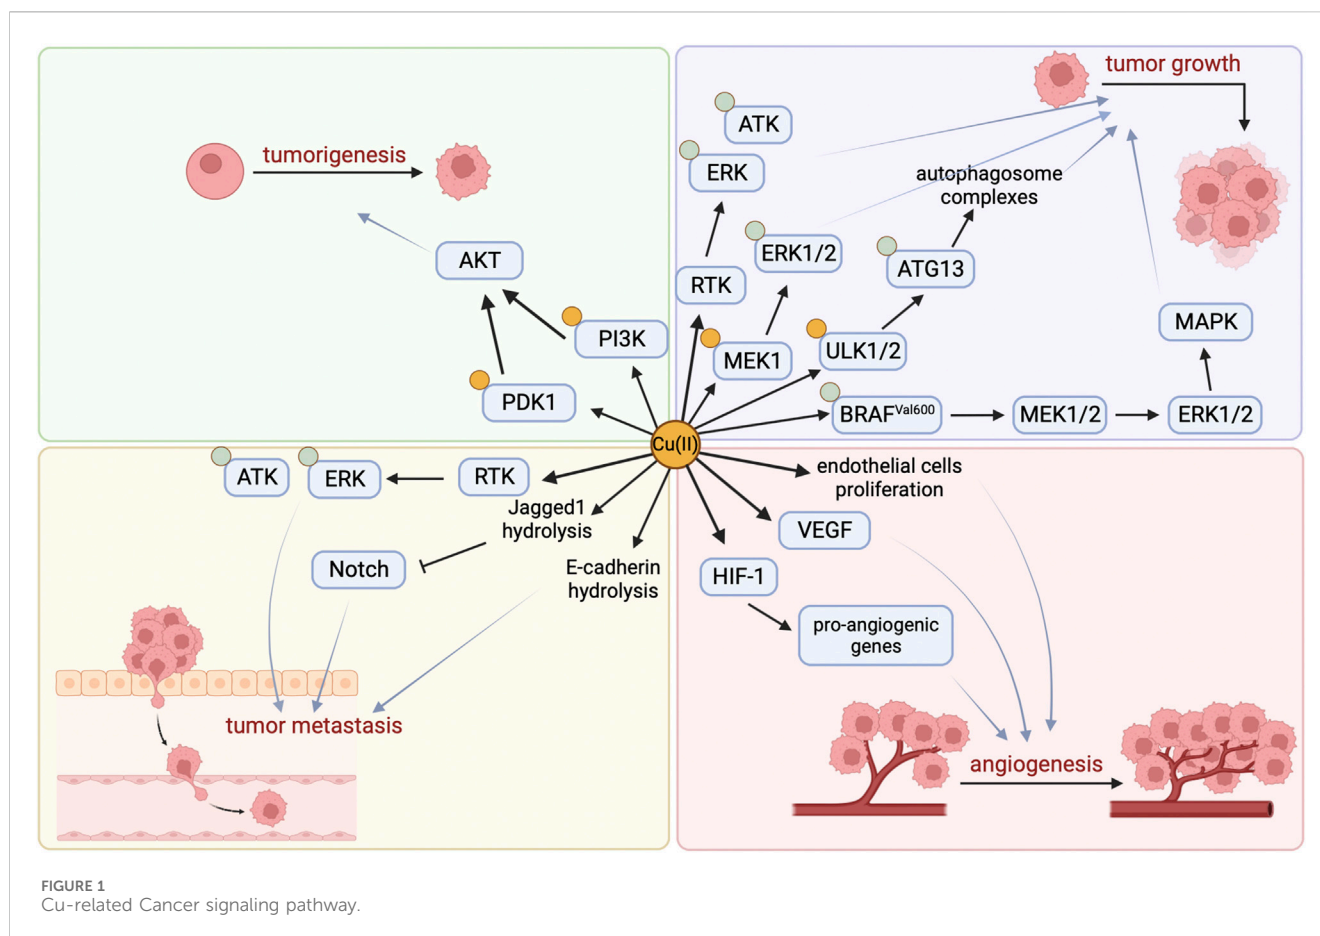 tumorigenesis
AKT
PI3K
PDK1
tumor growth
ATK
ERK
autophagosome
complexes
ERK1/2
ATG13
RTK
MEK1
ULK1/2
MAPK
BRAFVal600
MEK1/2
ERK1/2
Cu(II)
ATK
ERK
RTK
Jagged1
hydrolysis
Notch
E-cadherin
hydrolysis
tumor metastasis
endothelial cells
proliferation
VEGF
HIF-1
pro-angiogenic
genes
angiogenesis
FIGURE 1
Cu-related Cancer signaling pathway.